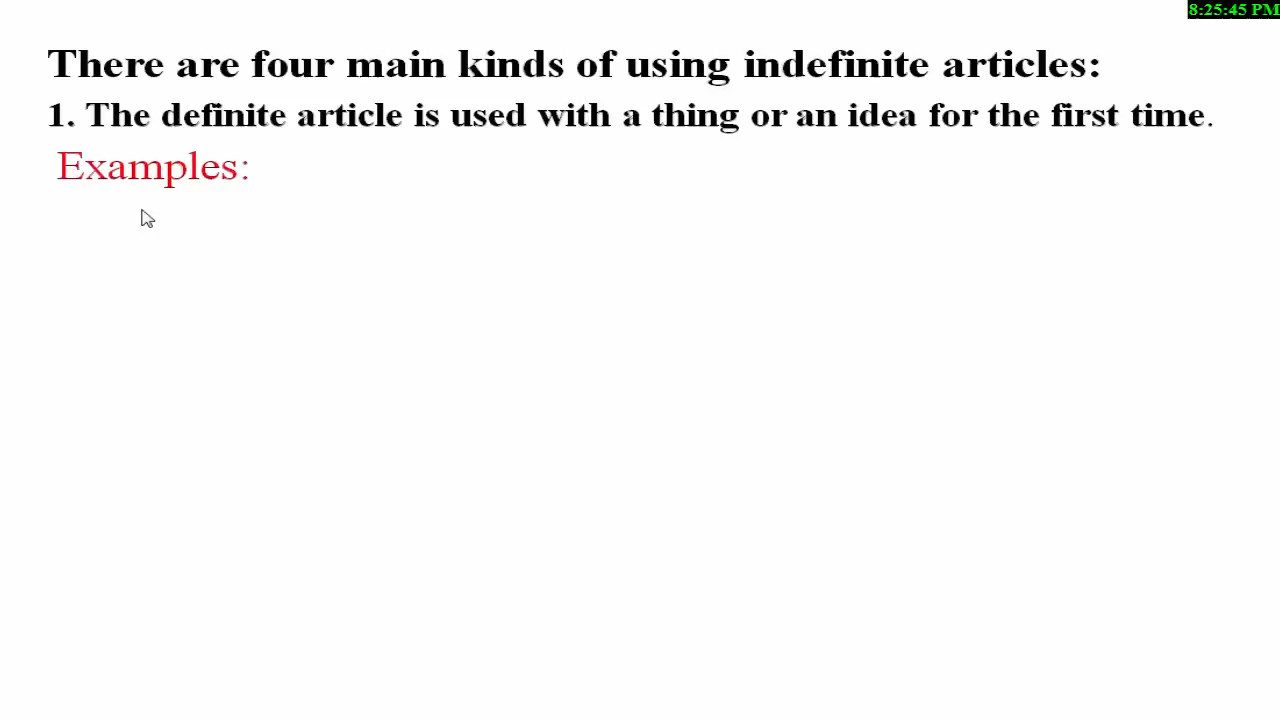 8:25:45 PM
There are four main kinds of using indefinite articles:
1. The definite article is used with a thing or an idea for the first time.
Examples: